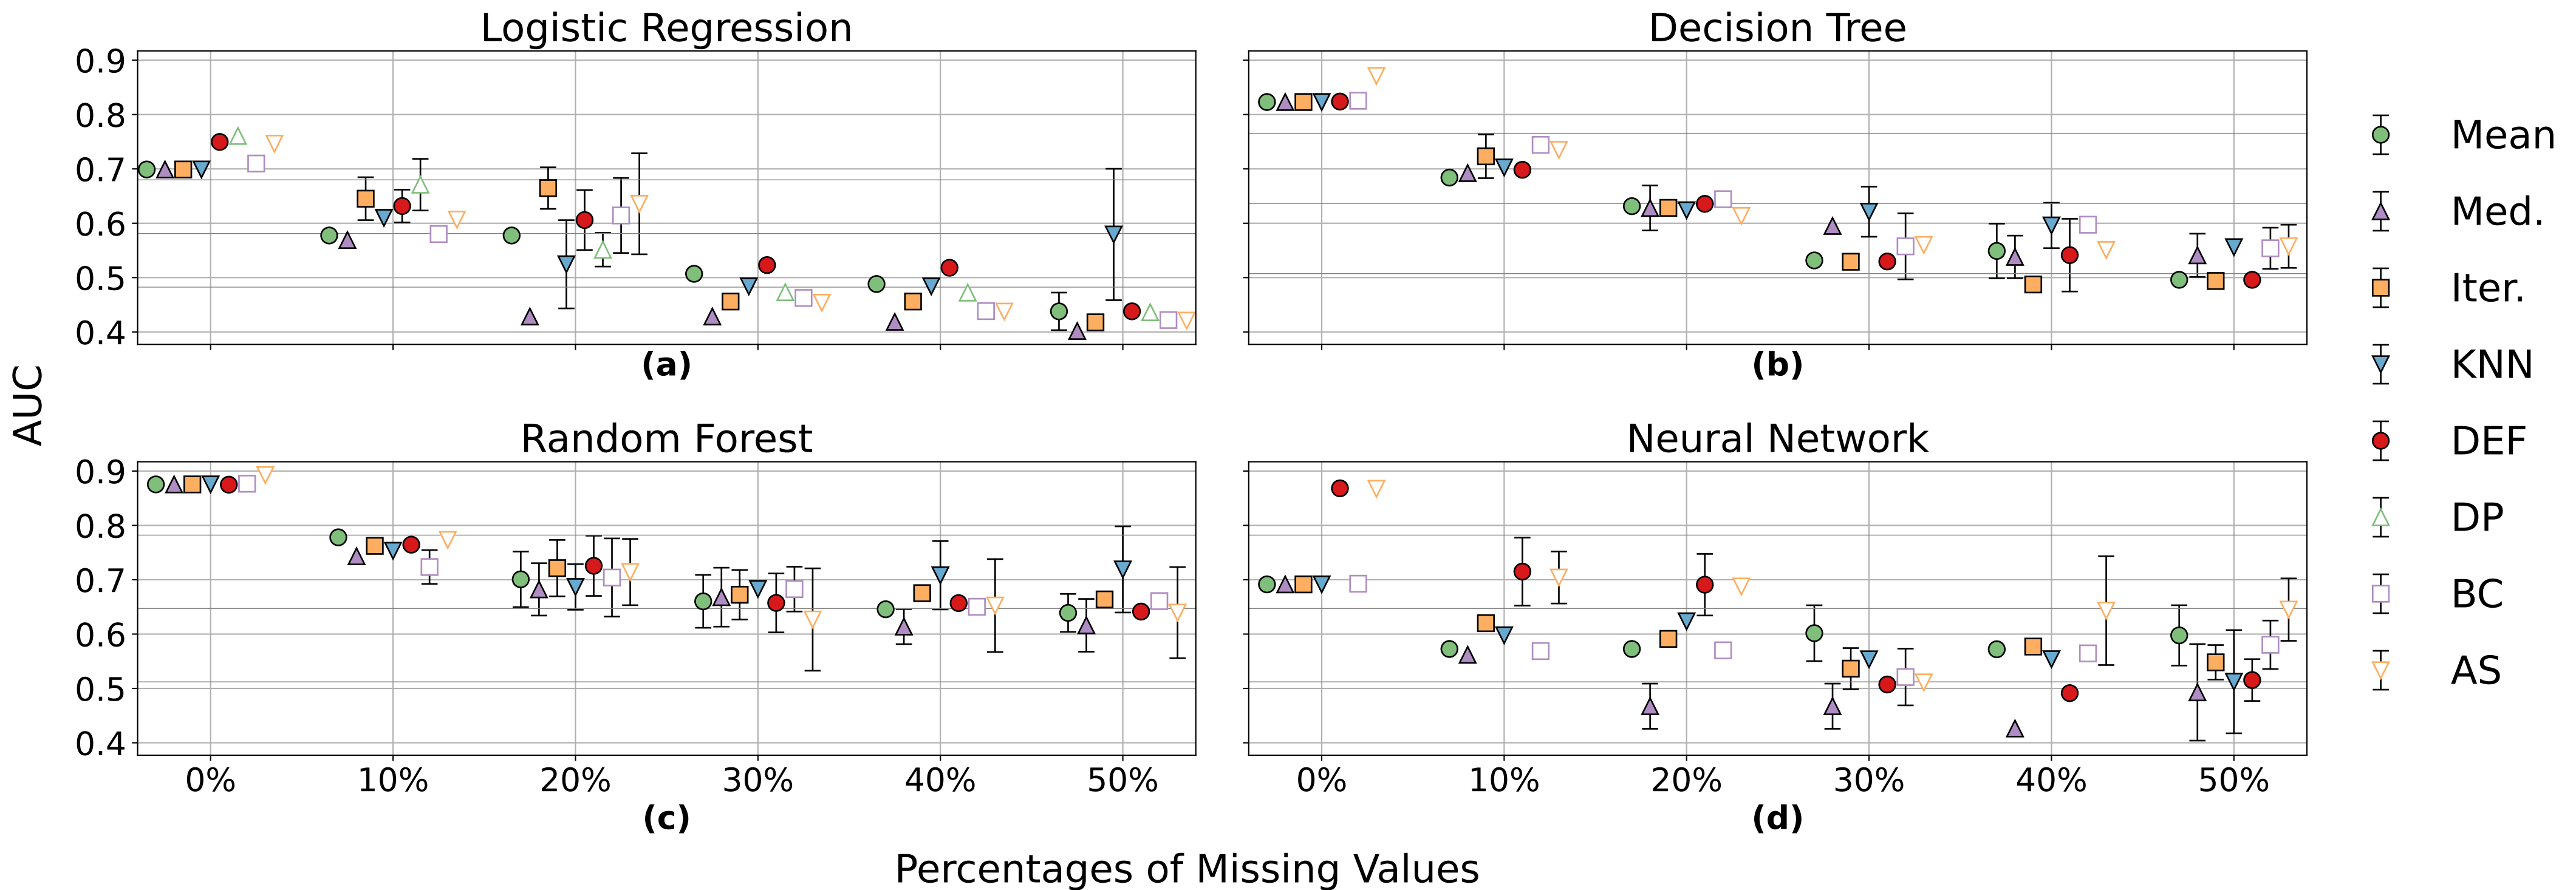 Logistic Regression
Decision Tree
0.9
0.8
0.7
0.6
0.5
0.4
(a)
(b)
AUC
Random Forest
Neural Network
0.9
0.8
0.7
0.6
0.5
0.4
0% 10% 20% 30% 40% 50%
0% 10% 20% 30% 40% 50%
(c)
(d)
Percentages of Missing Values
Mean
Med.
Iter.
KNN
DEF
DP
BC
AS